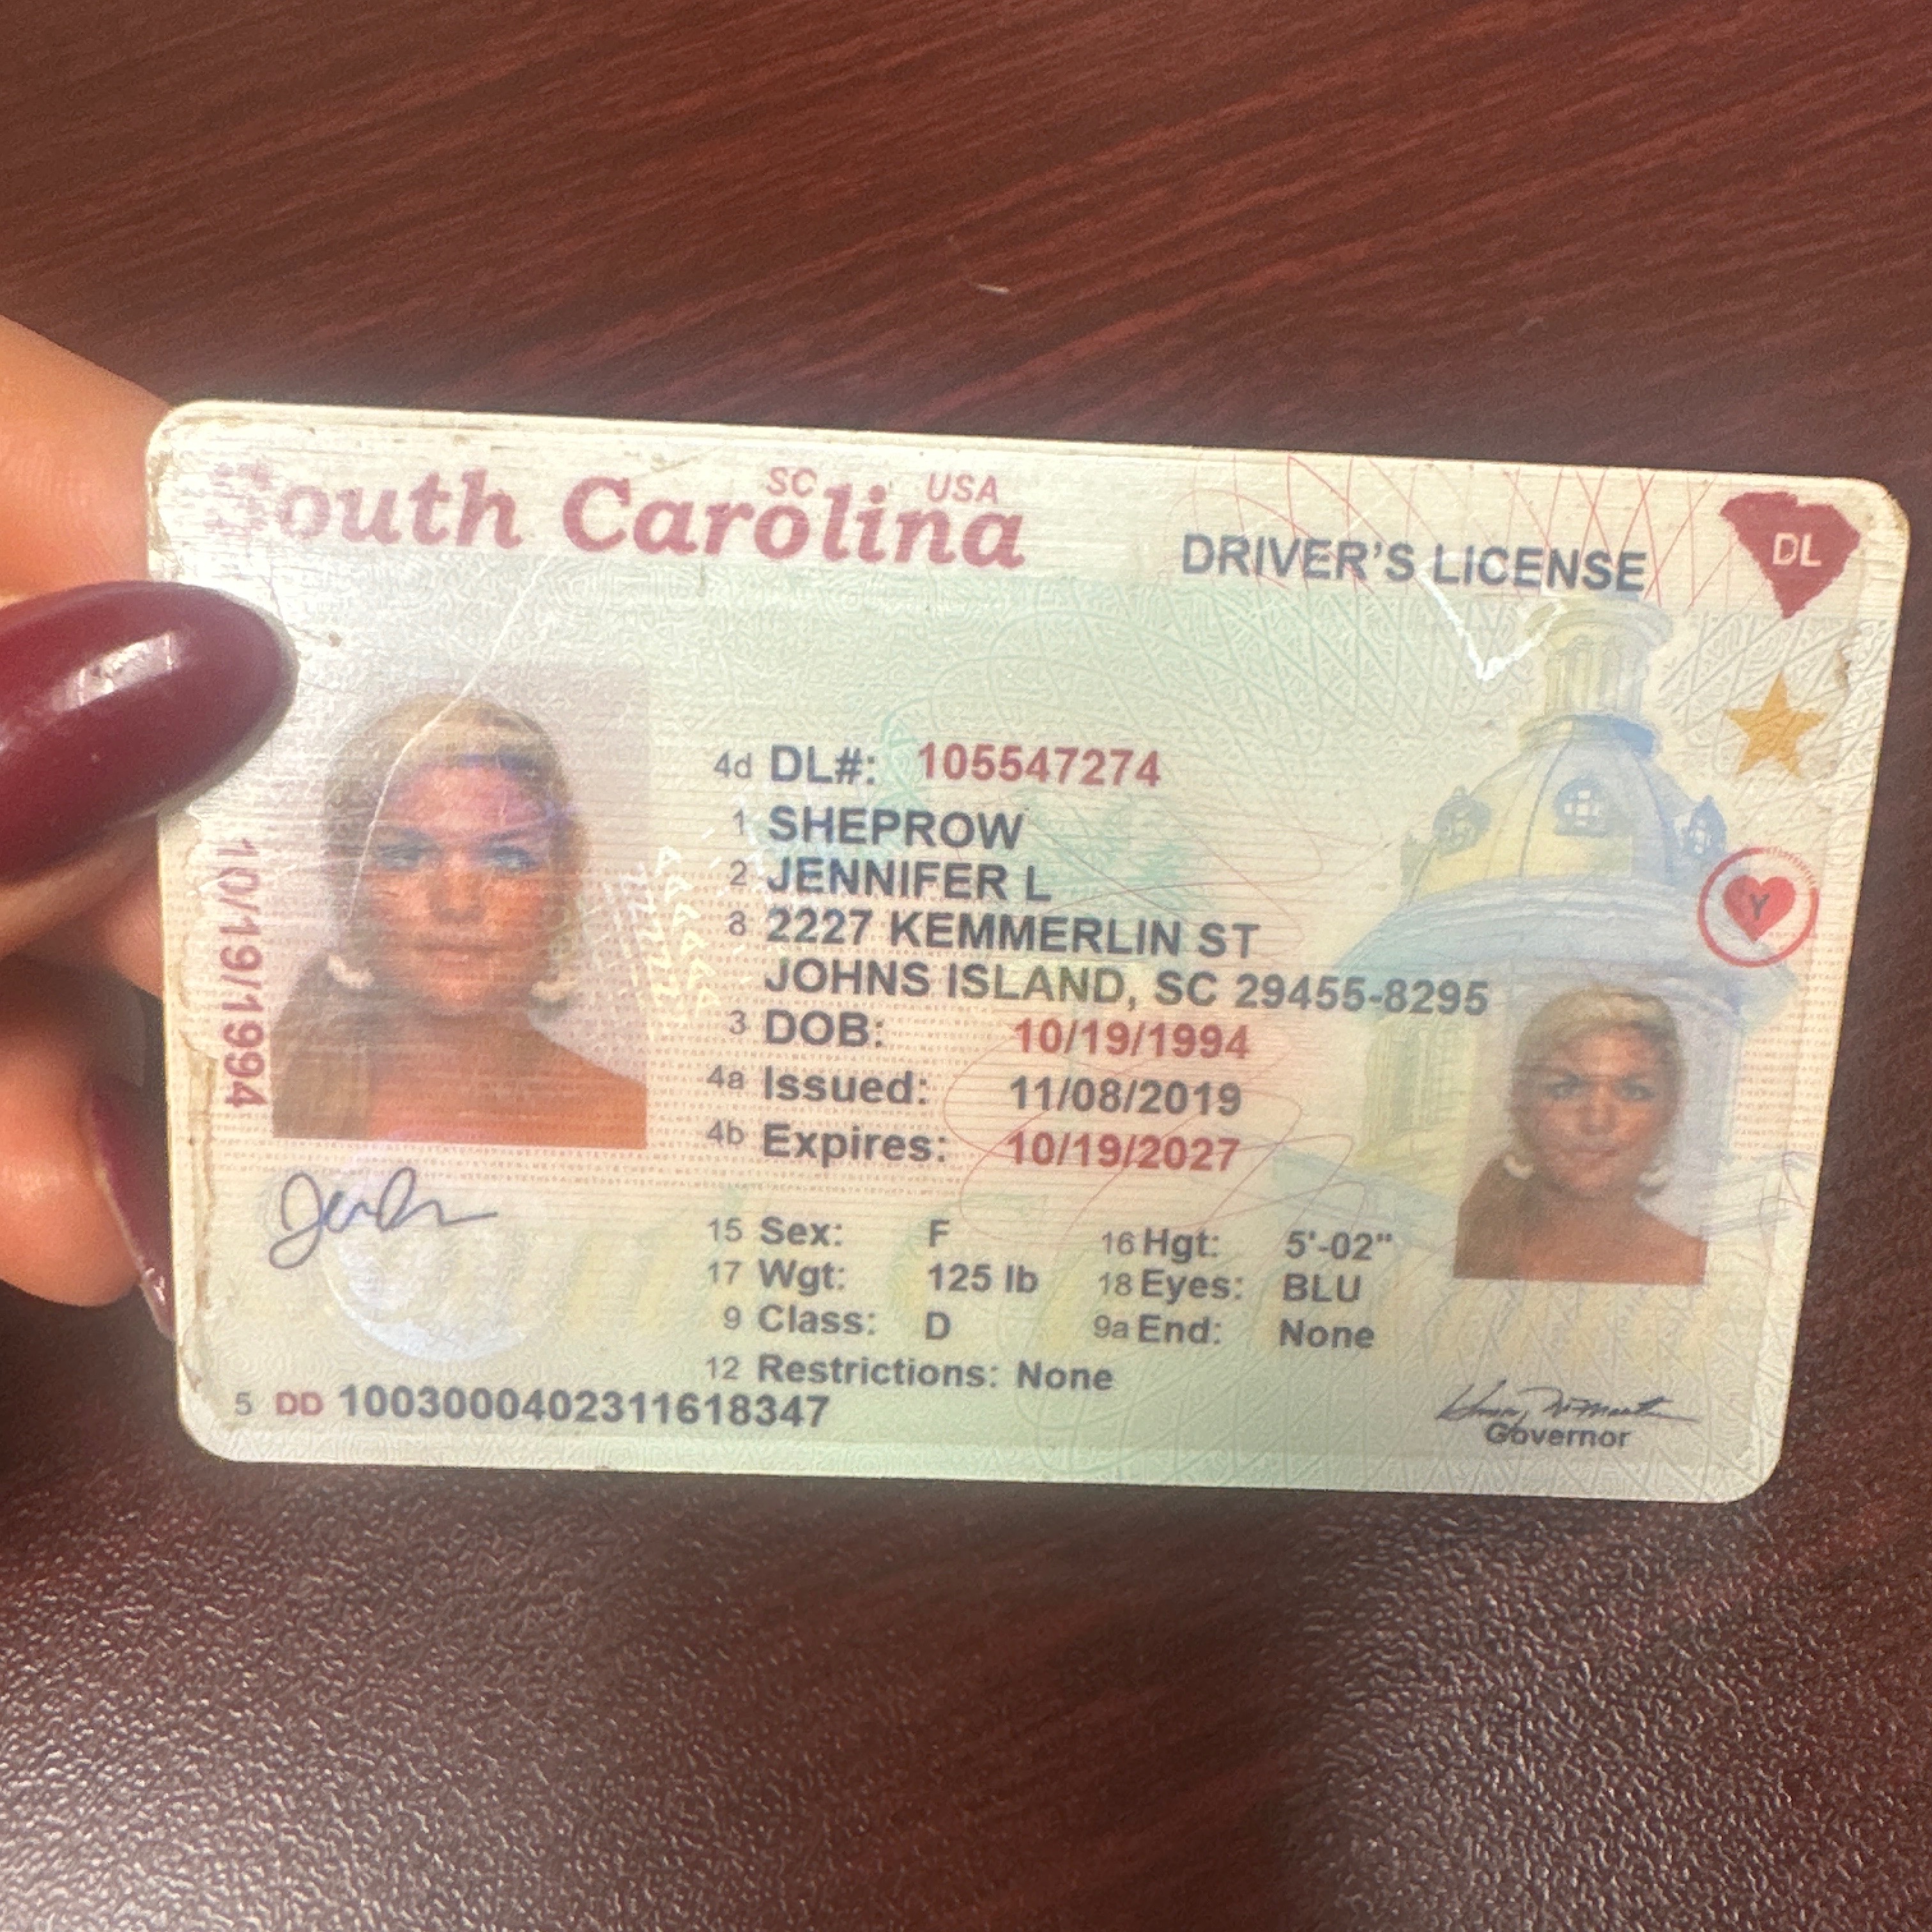 SC USA
South Carolina
DRIVER'S LICENSE
DL
4d DL#: 105547274
1 SHEPROW
2 JENNIFER L
8 2227 KEMMERLIN ST
JOHNS ISLAND, SC 29455-8295
3 DOB: 10/19/1994
4a Issued: 11/08/2019
4b Expires: 10/19/2027
15 Sex: F 16 Hgt: 5'-02"
17 Wgt: 125 lb 18 Eyes: BLU
9 Class: D 9a End: None
12 Restrictions: None
5 DD 1003000402311618347
10/19/1994
Y
Governor